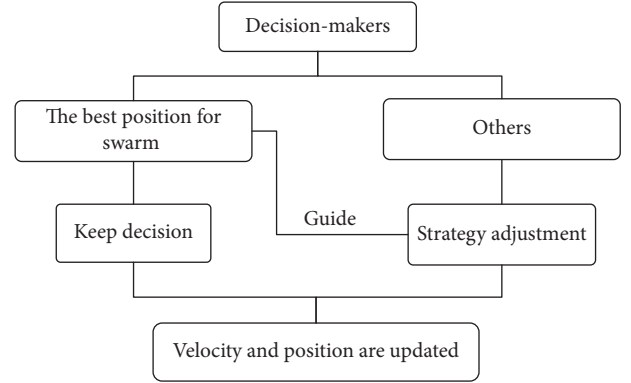 Decision-makers
The best position for
swarm
Others
Guide
Keep decision
Strategy adjustment
Velocity and position are updated